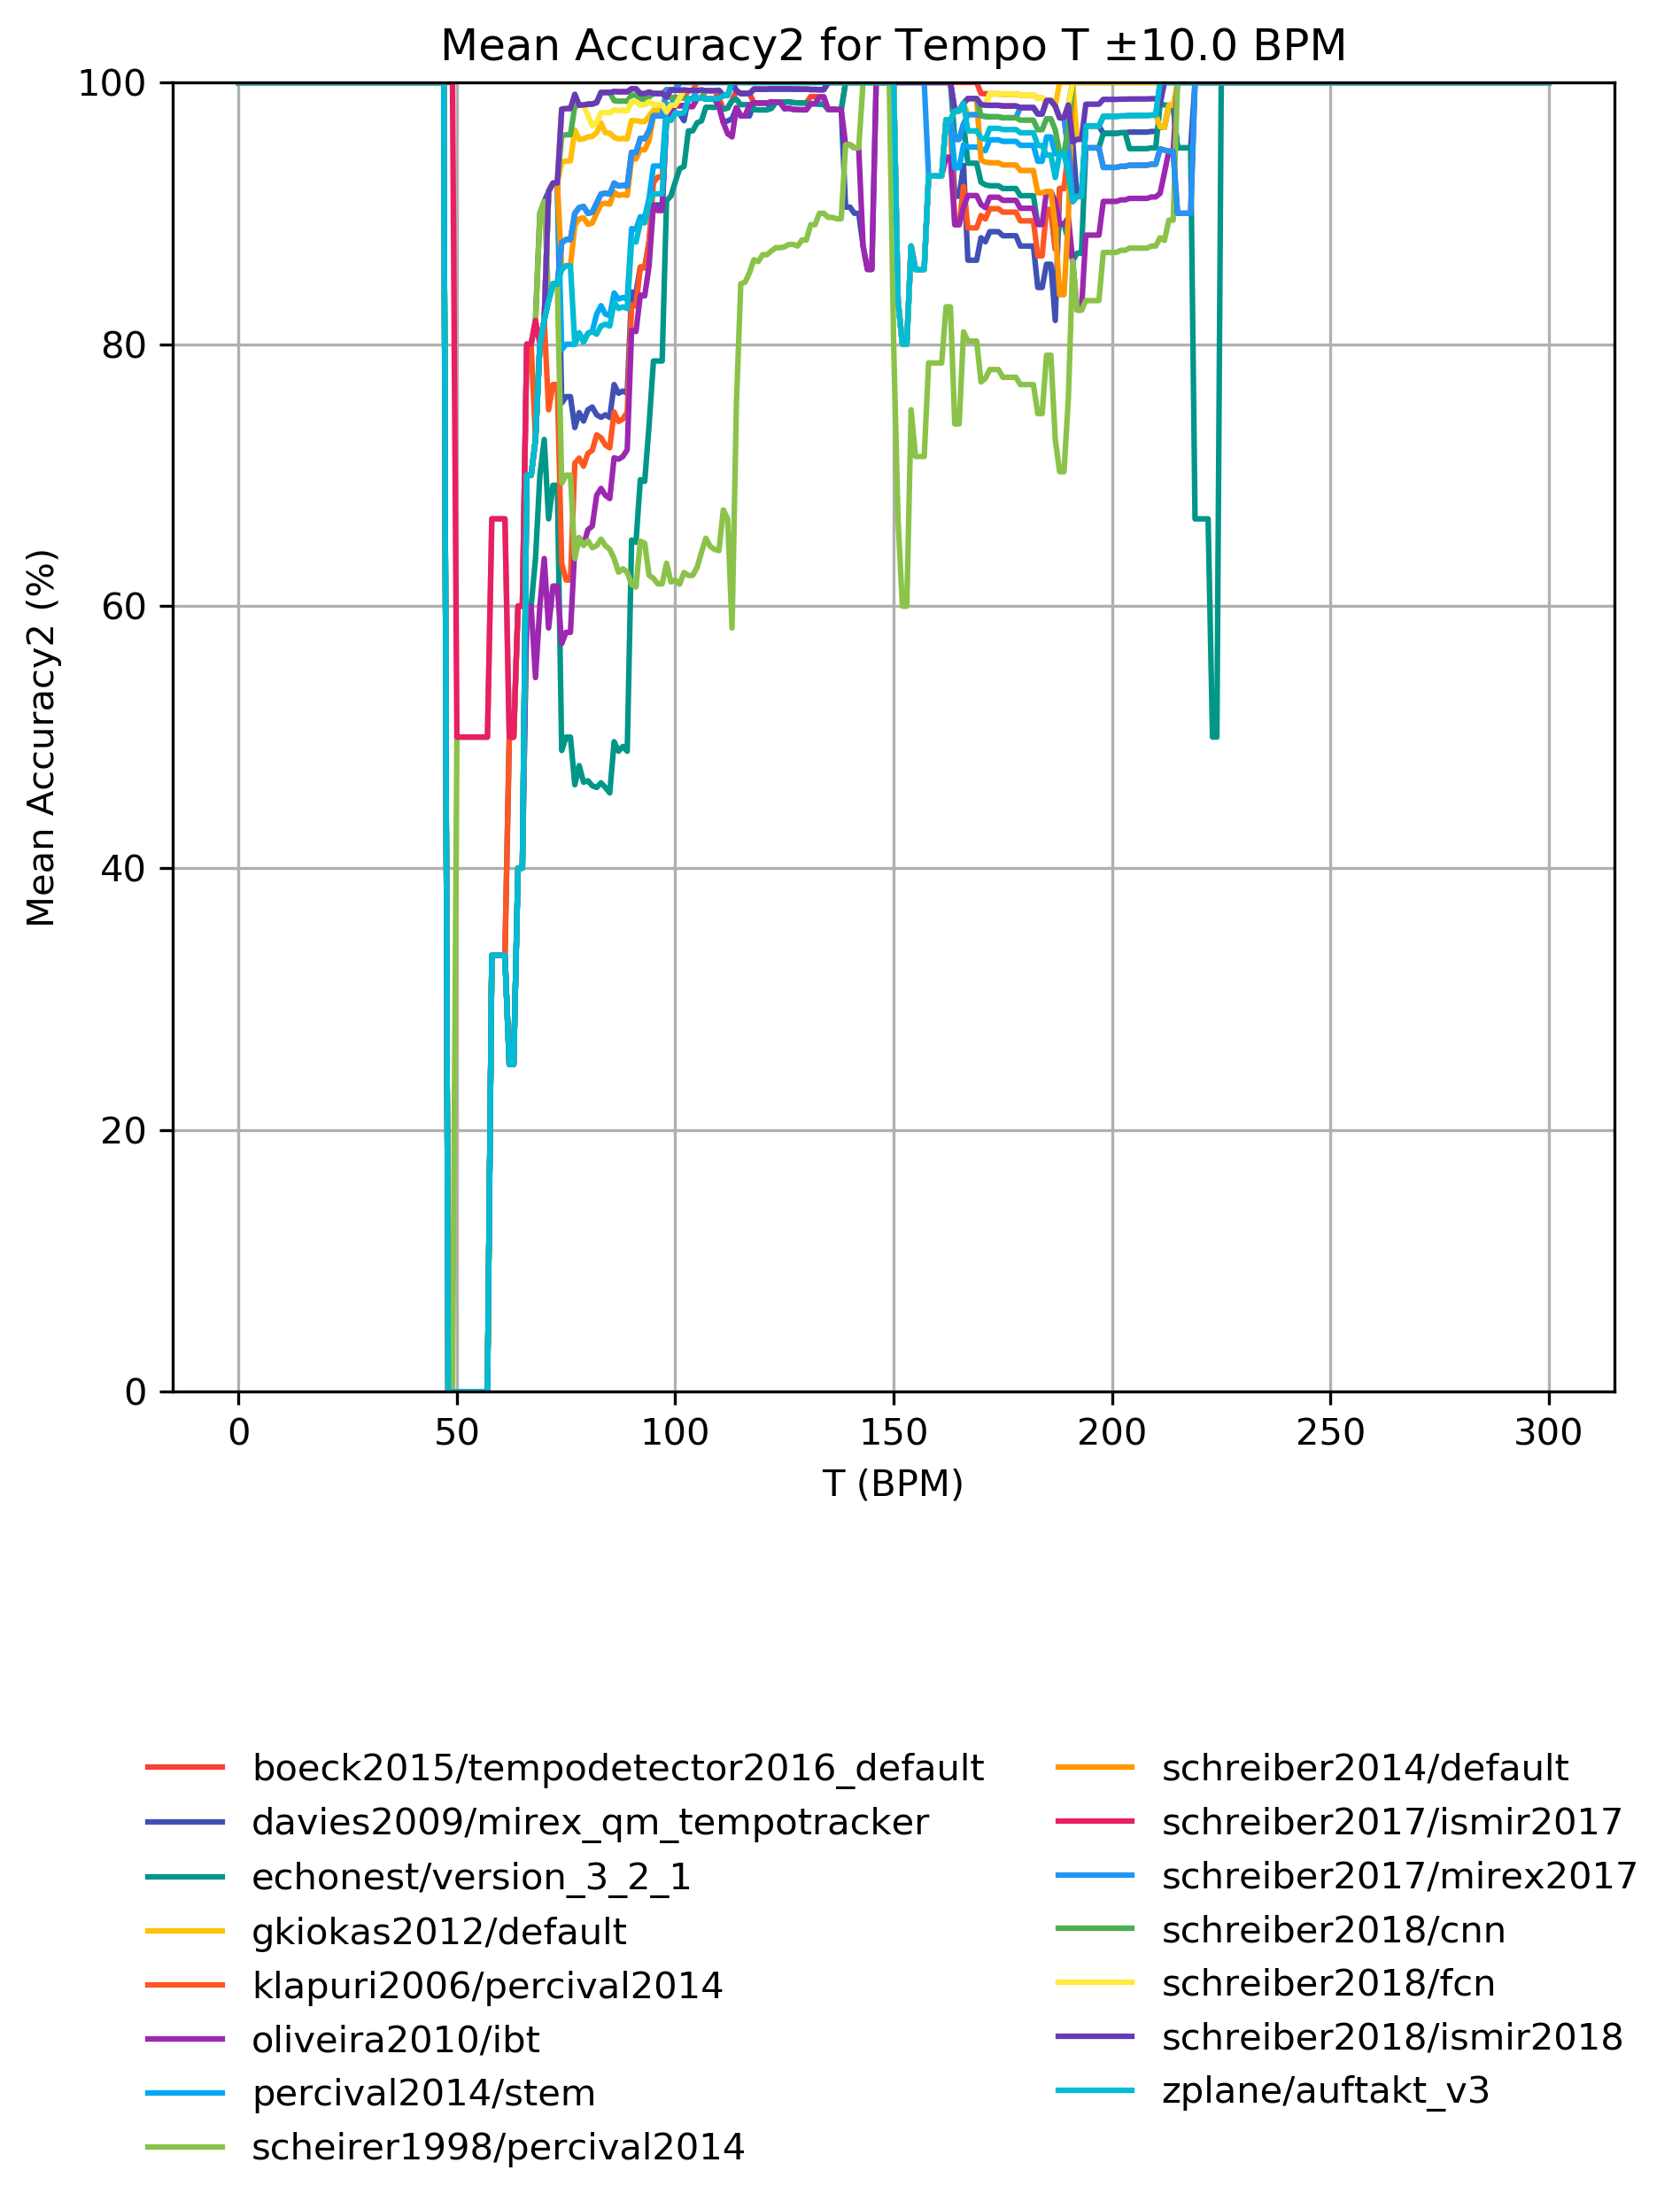 Mean Accuracy2 for Tempo T ±10.0 BPM
Mean Accuracy2 (%)
100
80
60
40
20
0
0 50 100 150 200 250 300
T (BPM)
boeck2015/tempodetector2016_default
davies2009/mirex_qm_tempotracker
echonest/version_3_2_1
gkiokas2012/default
klapuri2006/percival2014
oliveira2010/ibt
percival2014/stem
scheirer1998/percival2014
schreiber2014/default
schreiber2017/ismir2017
schreiber2017/mirex2017
schreiber2018/cnn
schreiber2018/fcn
schreiber2018/ismir2018
zplane/auftakt_v3